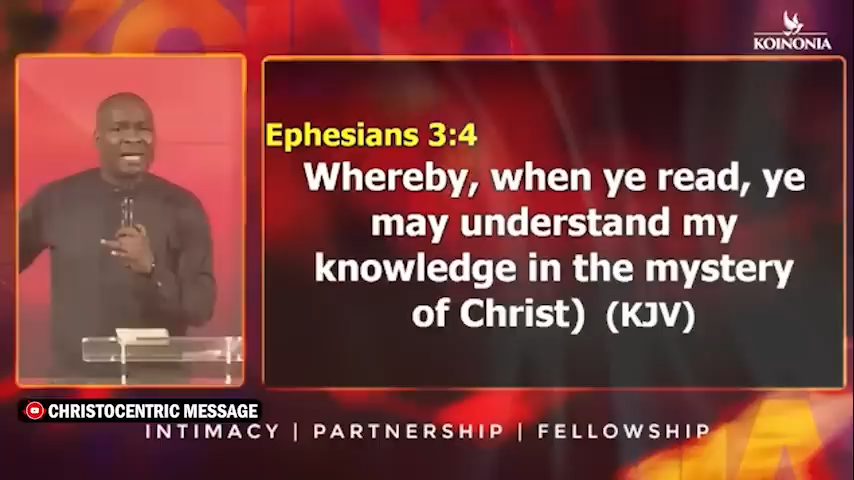 KOINONIA
Ephesians 3:4
Whereby, when ye read, ye
may understand my
knowledge in the mystery
of Christ) (KJV)
CHRISTOCENTRIC MESSAGE
INTIMACY | PARTNERSHIP | FELLOWSHIP